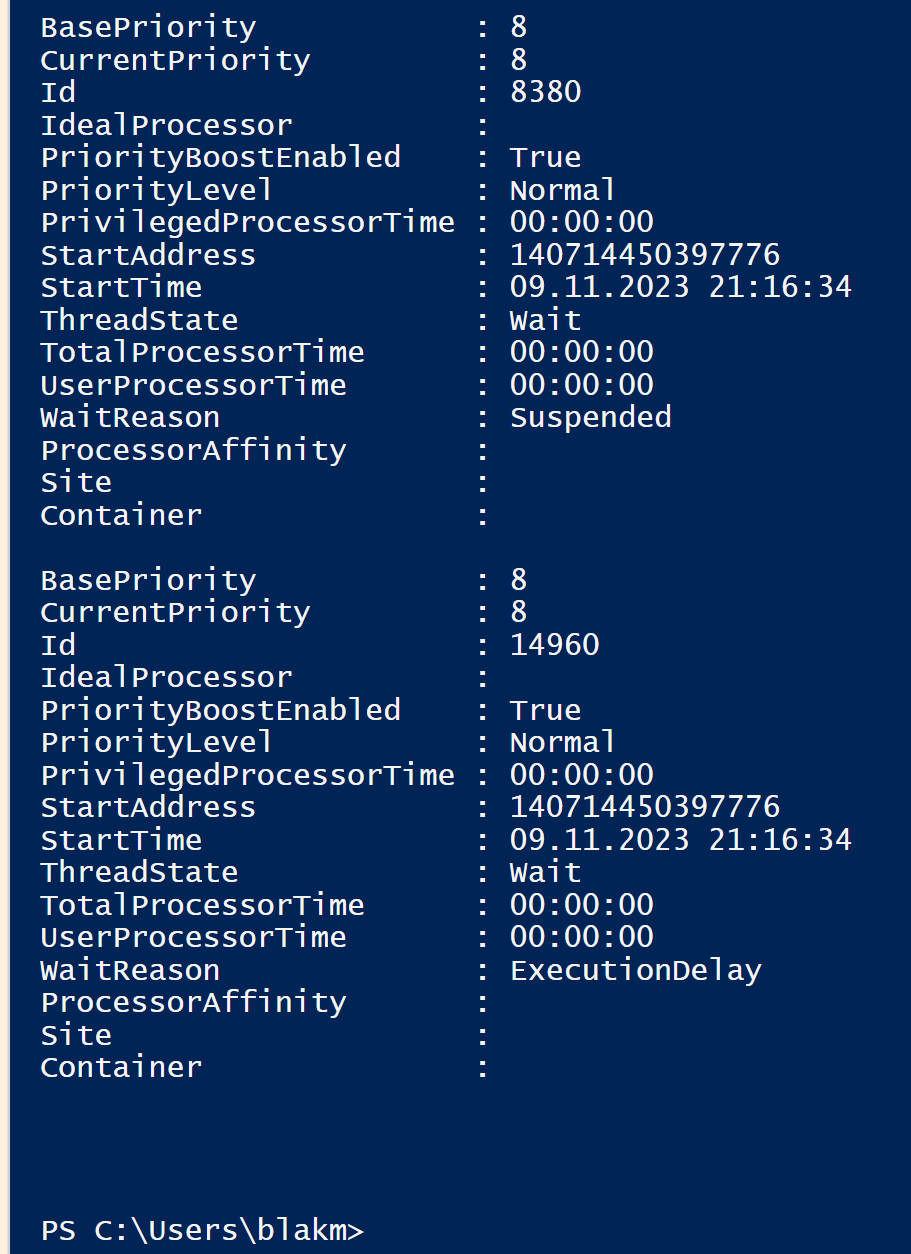 BasePriority : 8
CurrentPriority : 8
Id : 8380
IdealProcessor :
PriorityBoostEnabled : True
PriorityLevel : Normal
PrivilegedProcessorTime : 00:00:00
StartAddress : 140714450397776
StartTime : 09.11.2023 21:16:34
ThreadState : Wait
TotalProcessorTime : 00:00:00
UserProcessorTime : 00:00:00
WaitReason : Suspended
ProcessorAffinity :
Site :
Container :
BasePriority : 8
CurrentPriority : 8
Id : 14960
IdealProcessor :
PriorityBoostEnabled : True
PriorityLevel : Normal
PrivilegedProcessorTime : 00:00:00
StartAddress : 140714450397776
StartTime : 09.11.2023 21:16:34
ThreadState : Wait
TotalProcessorTime : 00:00:00
UserProcessorTime : 00:00:00
WaitReason : ExecutionDelay
ProcessorAffinity :
Site :
Container :
PS C:\Users\blakm>